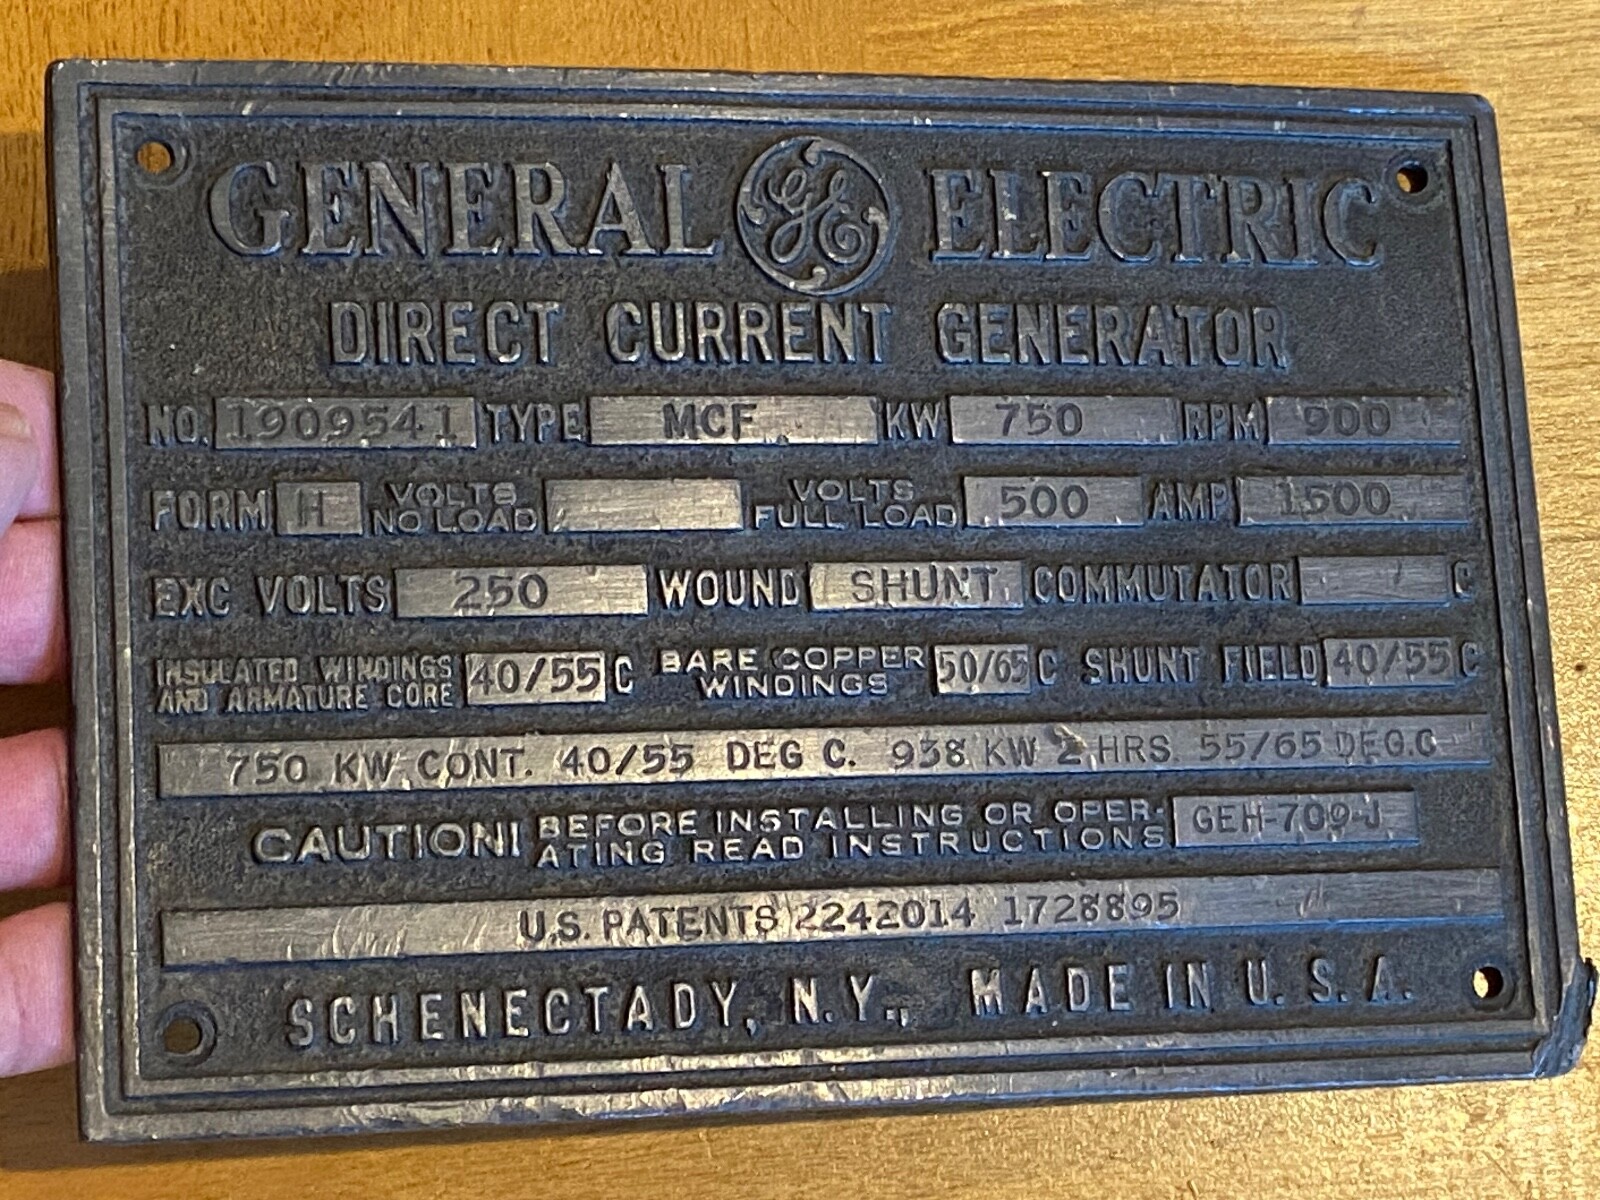 GENERAL GE ELECTRIC
DIRECT CURRENT GENERATOR
NO. 1909541 TYPE MCF KW 750 RPM 900
FORM H VOLTS NO LOAD VOLTS FULL LOAD 500 AMP 1500
EXC VOLTS 250 WOUND SHUNT COMMUTATOR C
INSULATED WINDINGS AND ARMATURE CORE 40/55 C BARE COPPER WINDINGS 50/65 C SHUNT FIELD 40/55 C
750 KW CONT. 40/55 DEG C. 938 KW 2 HRS. 55/65 DEG.C
CAUTION! BEFORE INSTALLING OR OPER-
ATING READ INSTRUCTIONS GEH-709-J
U.S. PATENTS 2242014 1728895
SCHENECTADY, N.Y., MADE IN U.S.A.